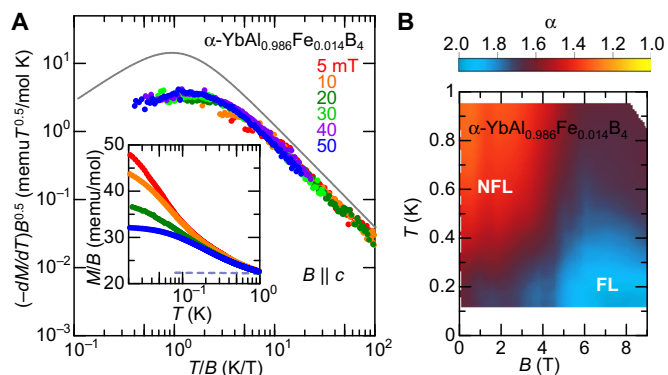 A
α-YbAl0.986Fe0.014B4
5 mT
10
20
30
40
50
(−dM/dT)B^0.5 (memuT^0.5/mol K)
10^1
10^0
10^−1
10^−2
10^−3
10^−1 10^0 10^1 10^2
T/B (K/T)
B || c
M/B (memu/mol)
50
40
30
20
10^−1 10^0
T (K)
B
α
2.0 1.8 1.6 1.4 1.2 1.0
α-YbAl0.986Fe0.014B4
NFL
FL
T (K)
1
0.8
0.6
0.4
0.2
0
0 2 4 6 8
B (T)